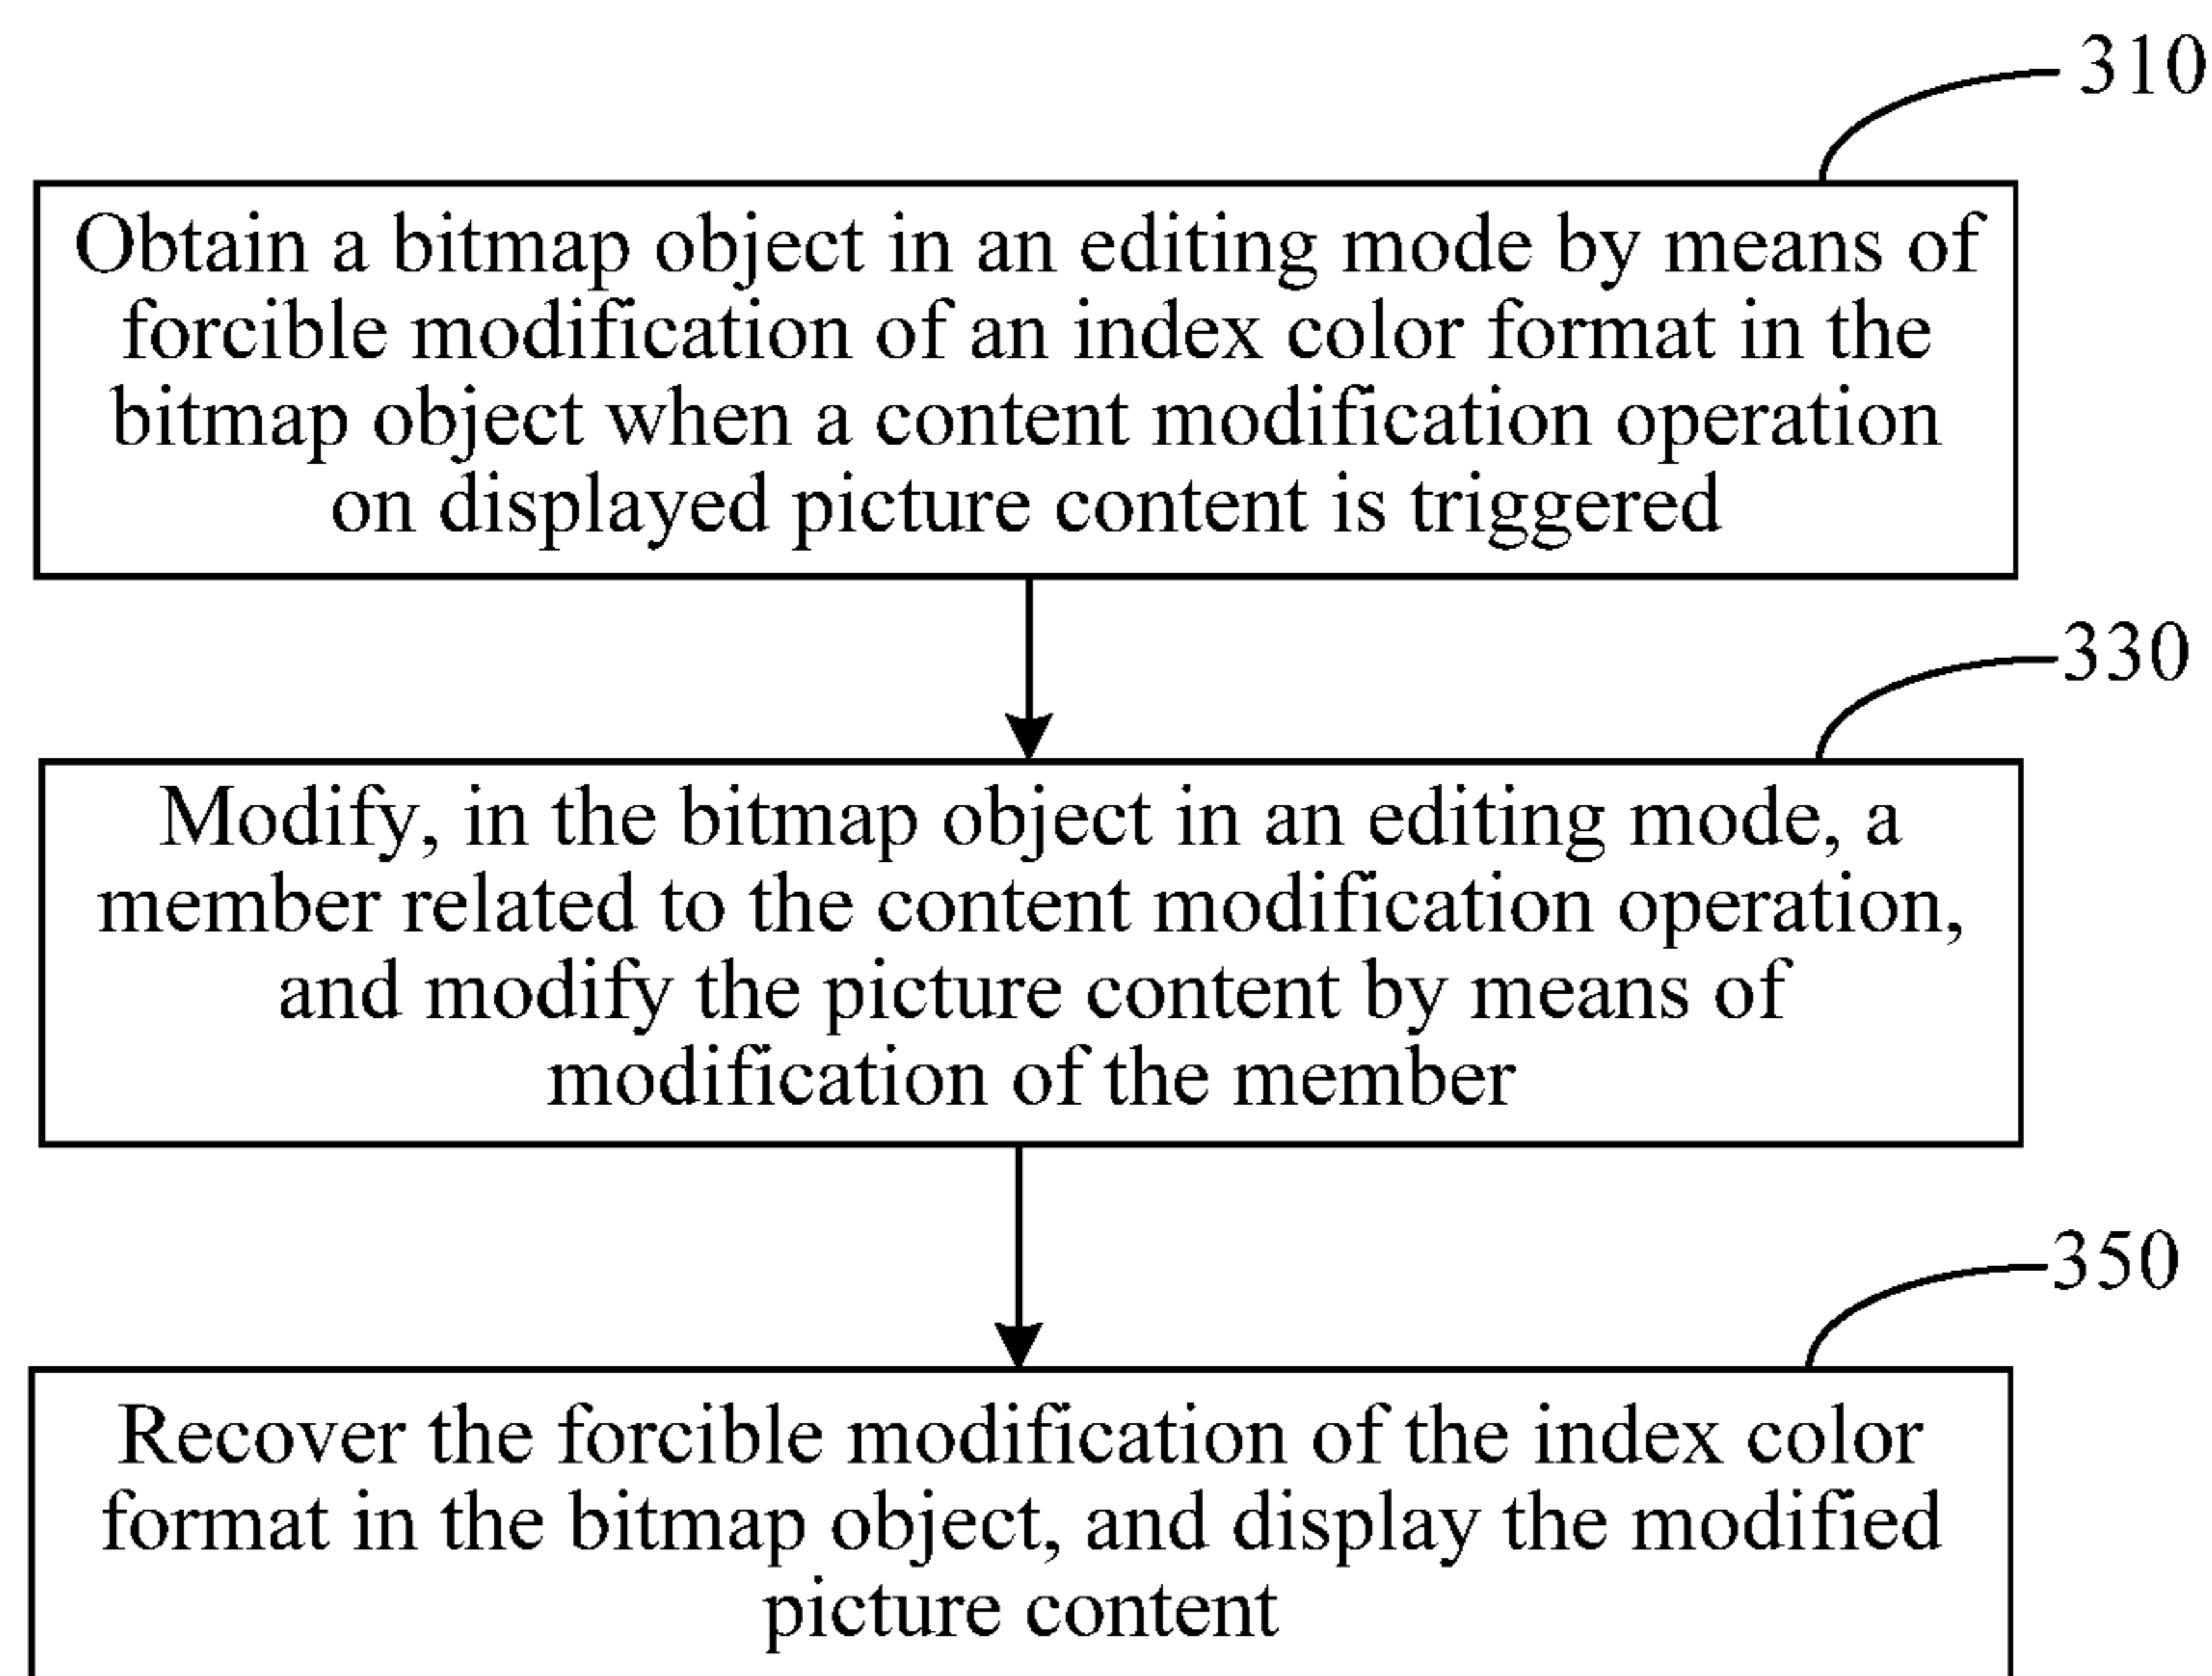 310
Obtain a bitmap object in an editing mode by means of
forcible modification of an index color format in the
bitmap object when a content modification operation
on displayed picture content is triggered
330
Modify, in the bitmap object in an editing mode, a
member related to the content modification operation,
and modify the picture content by means of
modification of the member
350
Recover the forcible modification of the index color
format in the bitmap object, and display the modified
picture content